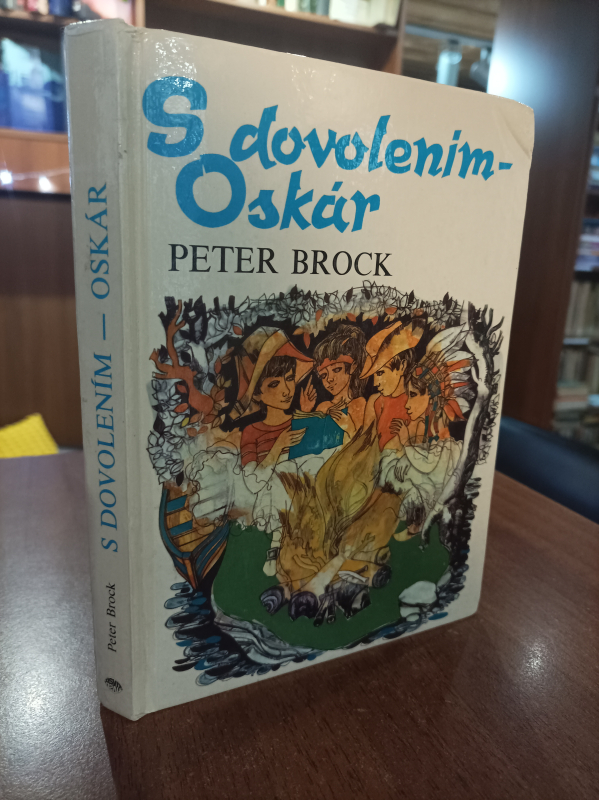 S dovolením-
Oskár
PETER BROCK
S DOVOLENÍM — OSKÁR
Peter Brock